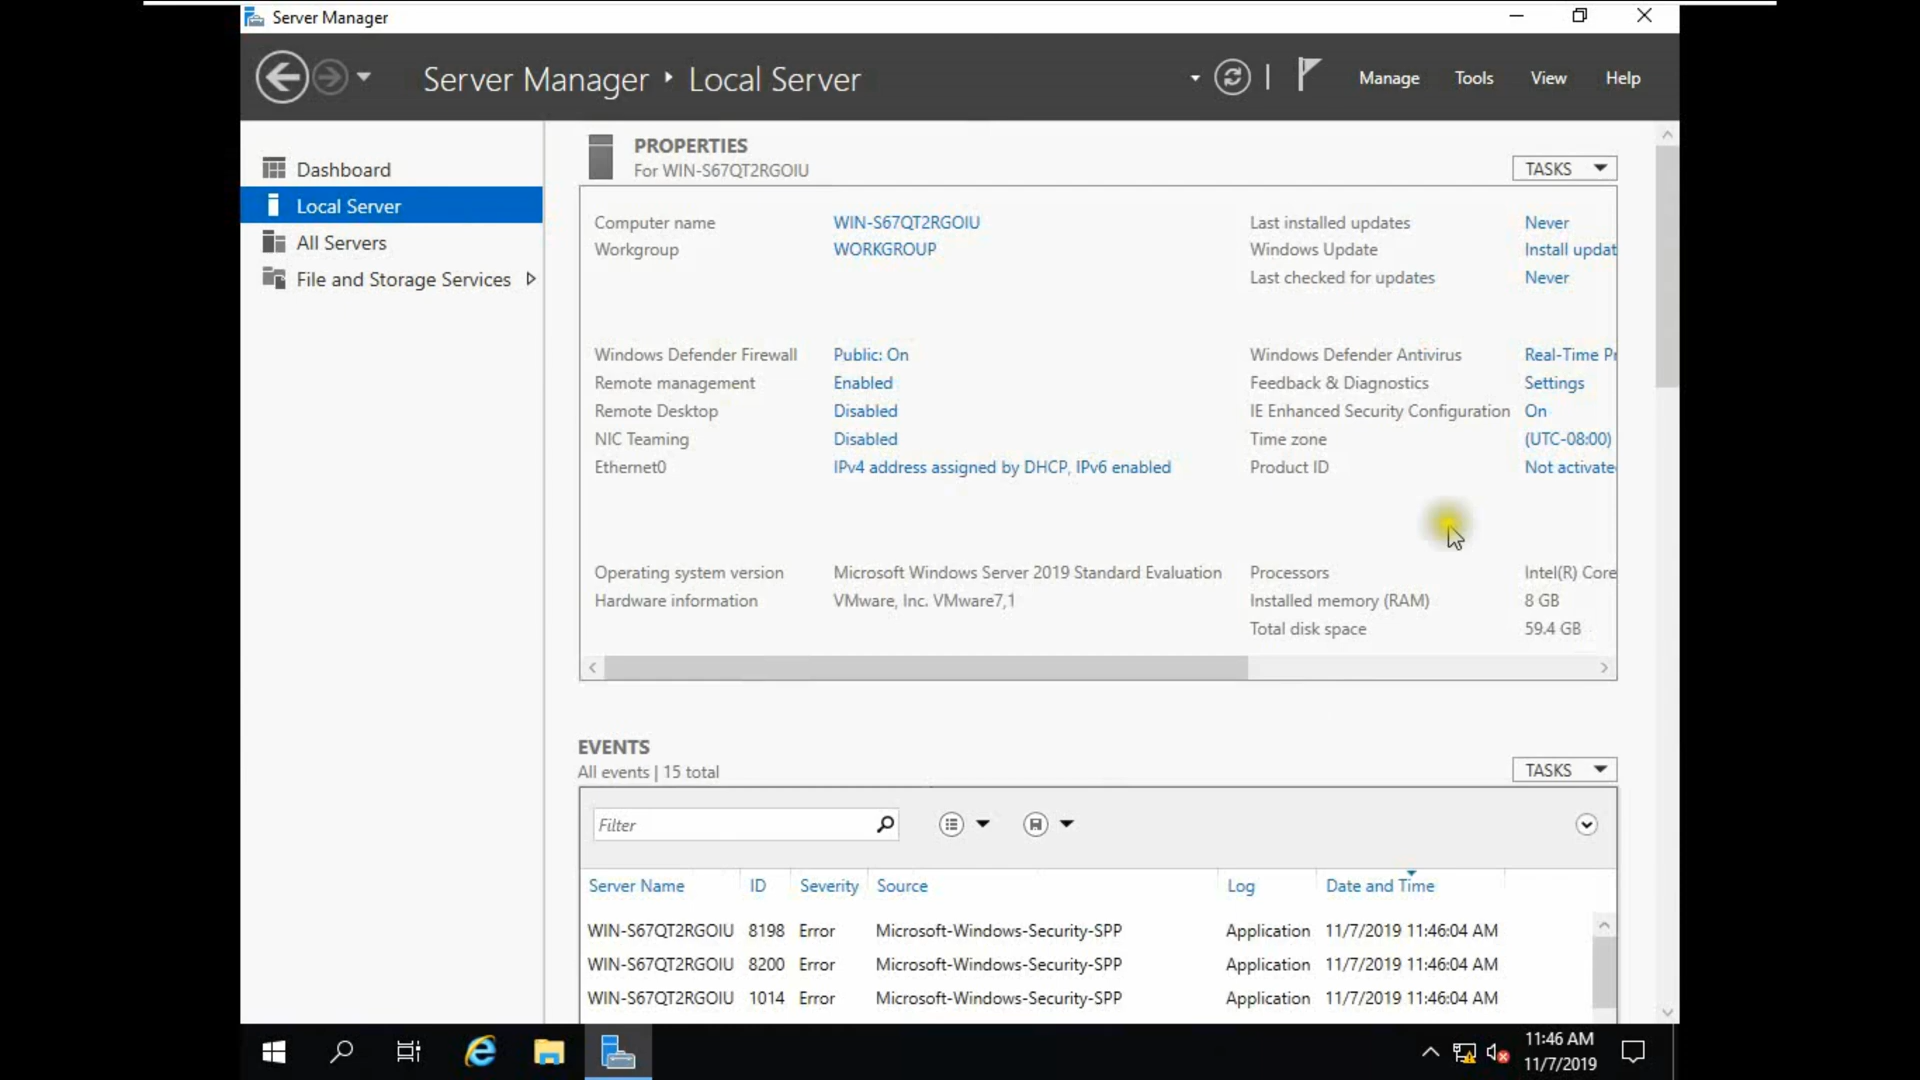 Server Manager
Server Manager Local Server
Manage Tools View Help
Dashboard
Local Server
All Servers
File and Storage Services
PROPERTIES
For WIN-S67QT2RGOIU
TASKS
Computer name WIN-S67QT2RGOIU Last installed updates Never
Workgroup WORKGROUP Windows Update Install updat
Last checked for updates Never
Windows Defender Firewall Public: On Windows Defender Antivirus Real-Time Pr
Remote management Enabled Feedback & Diagnostics Settings
Remote Desktop Disabled IE Enhanced Security Configuration On
NIC Teaming Disabled Time zone (UTC-08:00)
Ethernet0 IPv4 address assigned by DHCP, IPv6 enabled Product ID Not activate
Operating system version Microsoft Windows Server 2019 Standard Evaluation Processors Intel(R) Core
Hardware information VMware, Inc. VMware7,1 Installed memory (RAM) 8 GB
Total disk space 59.4 GB
EVENTS
All events | 15 total
TASKS
Filter
Server Name ID Severity Source Log Date and Time
WIN-S67QT2RGOIU 8198 Error Microsoft-Windows-Security-SPP Application 11/7/2019 11:46:04 AM
WIN-S67QT2RGOIU 8200 Error Microsoft-Windows-Security-SPP Application 11/7/2019 11:46:04 AM
WIN-S67QT2RGOIU 1014 Error Microsoft-Windows-Security-SPP Application 11/7/2019 11:46:04 AM
11:46 AM
11/7/2019